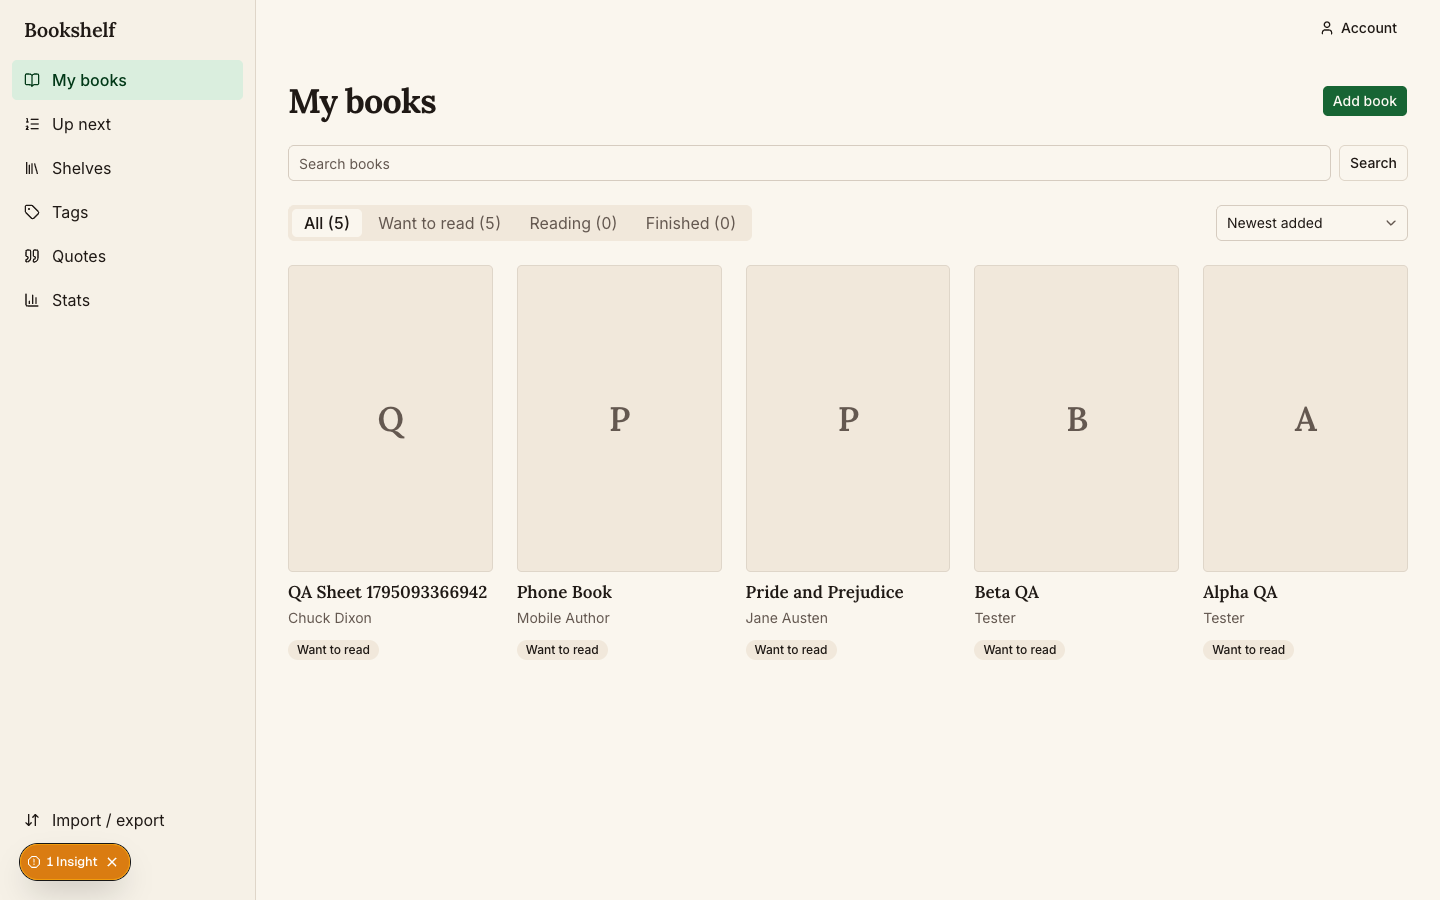 Bookshelf
My books
Up next
Shelves
Tags
Quotes
Stats
Import / export
1 Insight
Account
My books
Add book
Search books
Search
All (5)
Want to read (5)
Reading (0)
Finished (0)
Newest added
Q
QA Sheet 1795093366942
Chuck Dixon
Want to read
P
Phone Book
Mobile Author
Want to read
P
Pride and Prejudice
Jane Austen
Want to read
B
Beta QA
Tester
Want to read
A
Alpha QA
Tester
Want to read